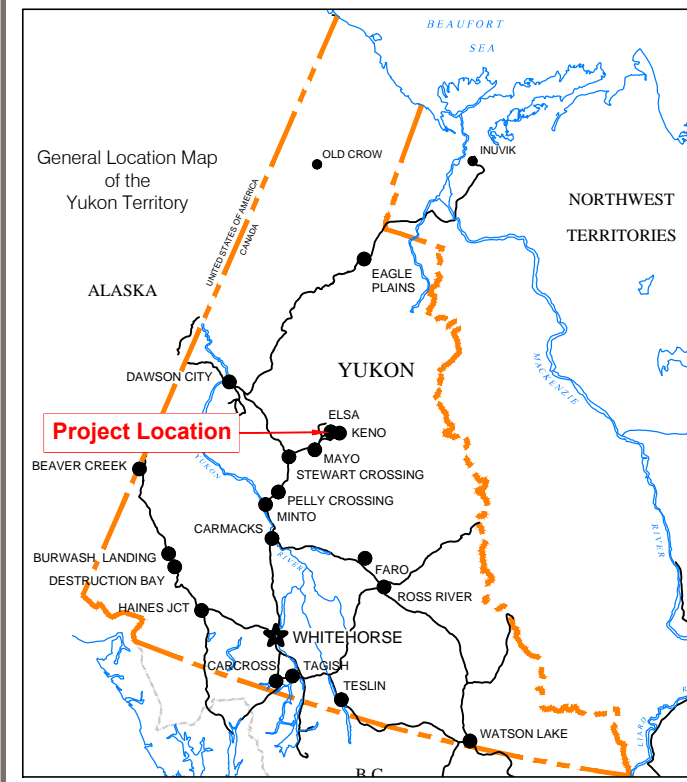 BEAUFORT
SEA
General Location Map
of the
Yukon Territory
OLD CROW
INUVIK
UNITED STATES OF AMERICA
CANADA
NORTHWEST
TERRITORIES
EAGLE
PLAINS
ALASKA
DAWSON CITY
YUKON
MACKENZIE
RIVER
ELSA
KENO
Project Location
MAYO
BEAVER CREEK
YUKON
RIVER
STEWART CROSSING
PELLY CROSSING
MINTO
CARMACKS
BURWASH LANDING
DESTRUCTION BAY
FARO
ROSS RIVER
HAINES JCT
WHITEHORSE
CARCROSS
TAGISH
TESLIN
WATSON LAKE
LIARD
B.C.